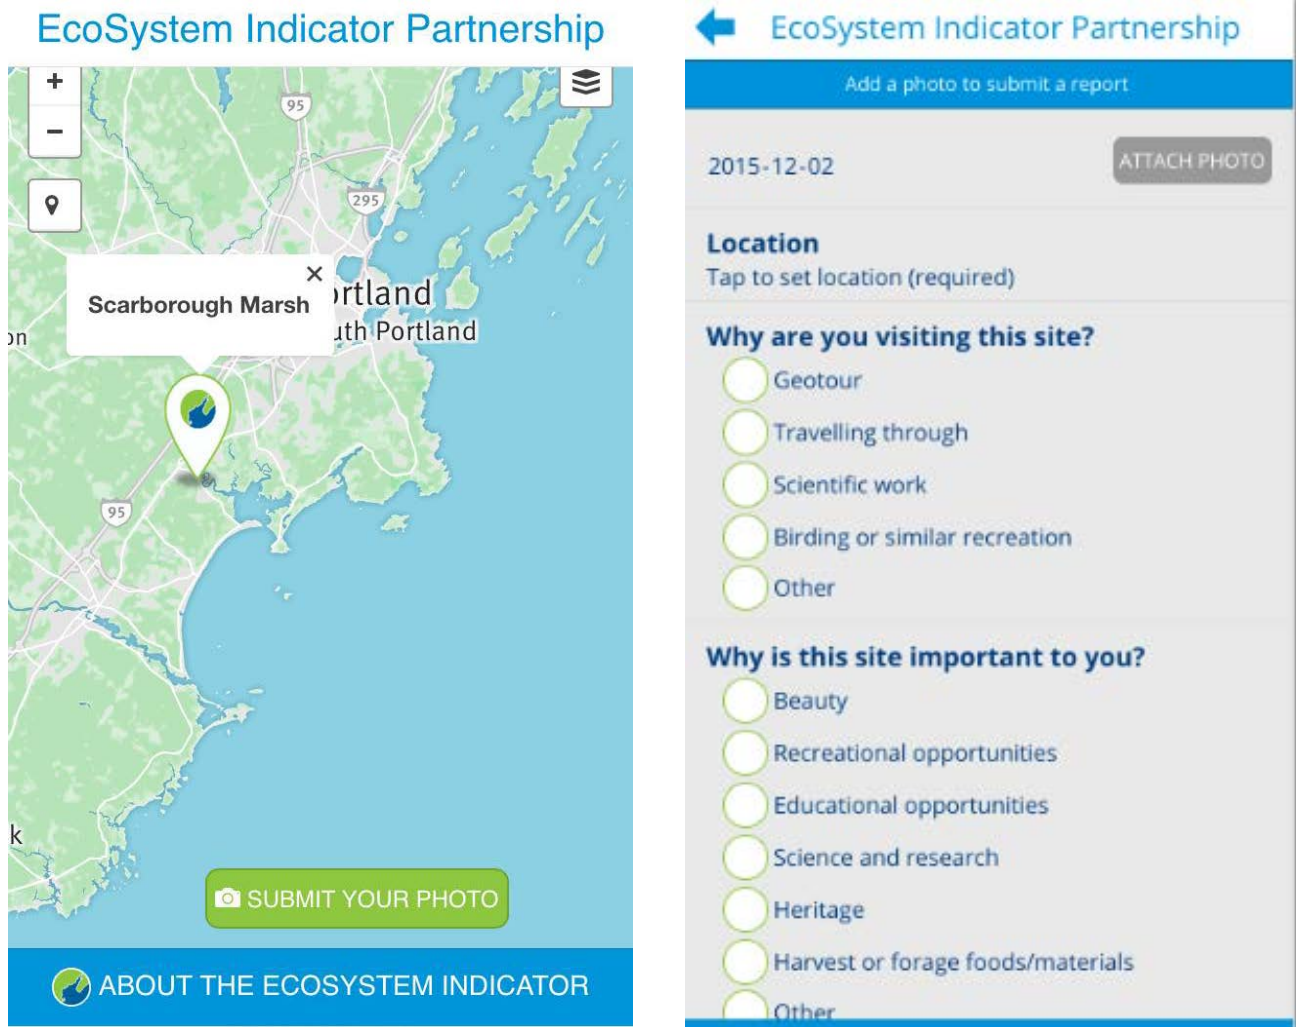 EcoSystem Indicator Partnership
+
95
−
295
×
Scarborough Marsh
rtland
uth Portland
on
95
k
SUBMIT YOUR PHOTO
ABOUT THE ECOSYSTEM INDICATOR
EcoSystem Indicator Partnership
Add a photo to submit a report
2015-12-02
ATTACH PHOTO
Location
Tap to set location (required)
Why are you visiting this site?
Geotour
Travelling through
Scientific work
Birding or similar recreation
Other
Why is this site important to you?
Beauty
Recreational opportunities
Educational opportunities
Science and research
Heritage
Harvest or forage foods/materials
Other